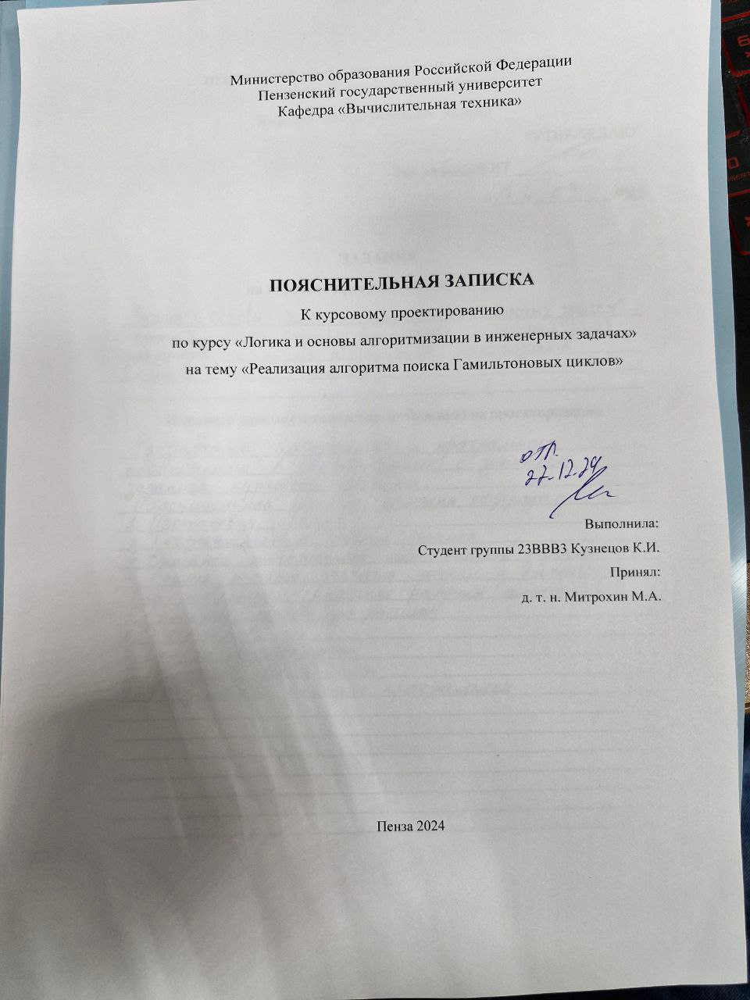 Министерство образования Российской Федерации
Пензенский государственный университет
Кафедра «Вычислительная техника»
ПОЯСНИТЕЛЬНАЯ ЗАПИСКА
К курсовому проектированию
по курсу «Логика и основы алгоритмизации в инженерных задачах»
на тему «Реализация алгоритма поиска Гамильтоновых циклов»
отл.
27.12.24
Выполнила:
Студент группы 23ВВВ3 Кузнецов К.И.
Принял:
д. т. н. Митрохин М.А.
Пенза 2024